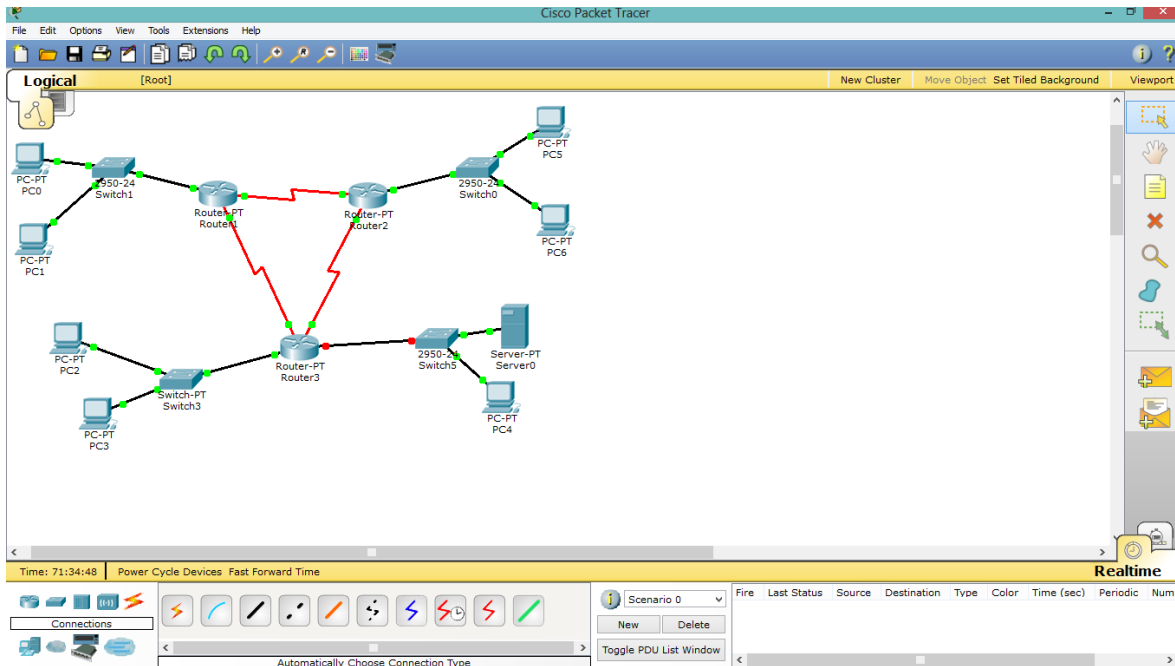 Cisco Packet Tracer
File Edit Options View Tools Extensions Help
Logical [Root] New Cluster Move Object Set Tiled Background Viewport
PC-PT
PC5
PC-PT
PC0
2950-24
Switch1
2950-24
Switch0
Router-PT
Router1
Router-PT
Router2
PC-PT
PC6
PC-PT
PC1
PC-PT
PC2
Router-PT
Router3
2950-24
Switch5
Server-PT
Server0
Switch-PT
Switch3
PC-PT
PC3
PC-PT
PC4
Time: 71:34:48 Power Cycle Devices Fast Forward Time Realtime
Connections
Automatically Choose Connection Type
Scenario 0
New Delete
Toggle PDU List Window
Fire Last Status Source Destination Type Color Time (sec) Periodic Num